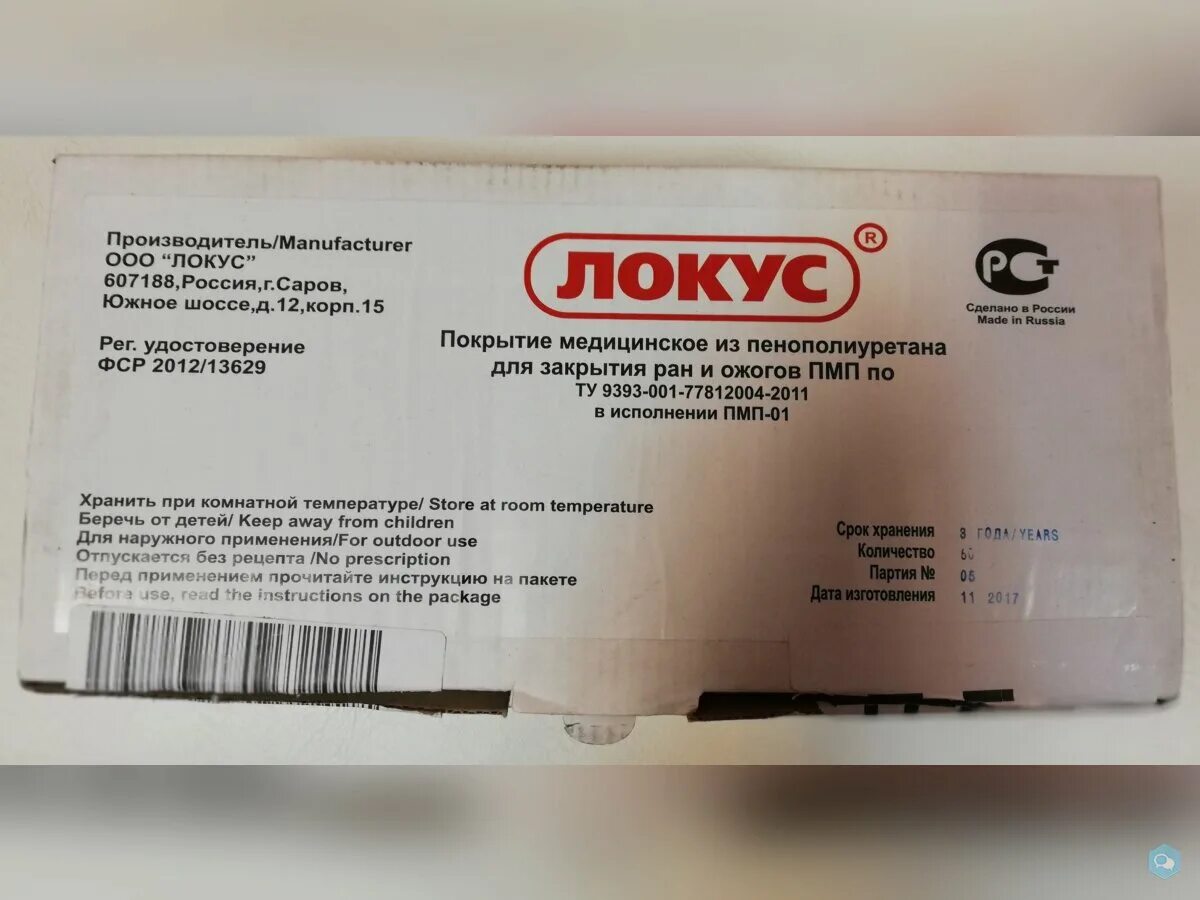 Производитель/Manufacturer
ООО “ЛОКУС”
607188,Россия,г.Саров,
Южное шоссе,д.12,корп.15
Рег. удостоверение
ФСР 2012/13629
ЛОКУС®
Покрытие медицинское из пенополиуретана
для закрытия ран и ожогов ПМП по
ТУ 9393-001-77812004-2011
в исполнении ПМП-01
РСТ
Сделано в России
Made in Russia
Хранить при комнатной температуре/ Store at room temperature
Беречь от детей/ Keep away from children
Для наружного применения/For outdoor use
Отпускается без рецепта /No prescription
Перед применением прочитайте инструкцию на пакете
Before use, read the instructions on the package
Срок хранения 3 ГОДА/YEARS
Количество
Партия № 05
Дата изготовления 11 2017